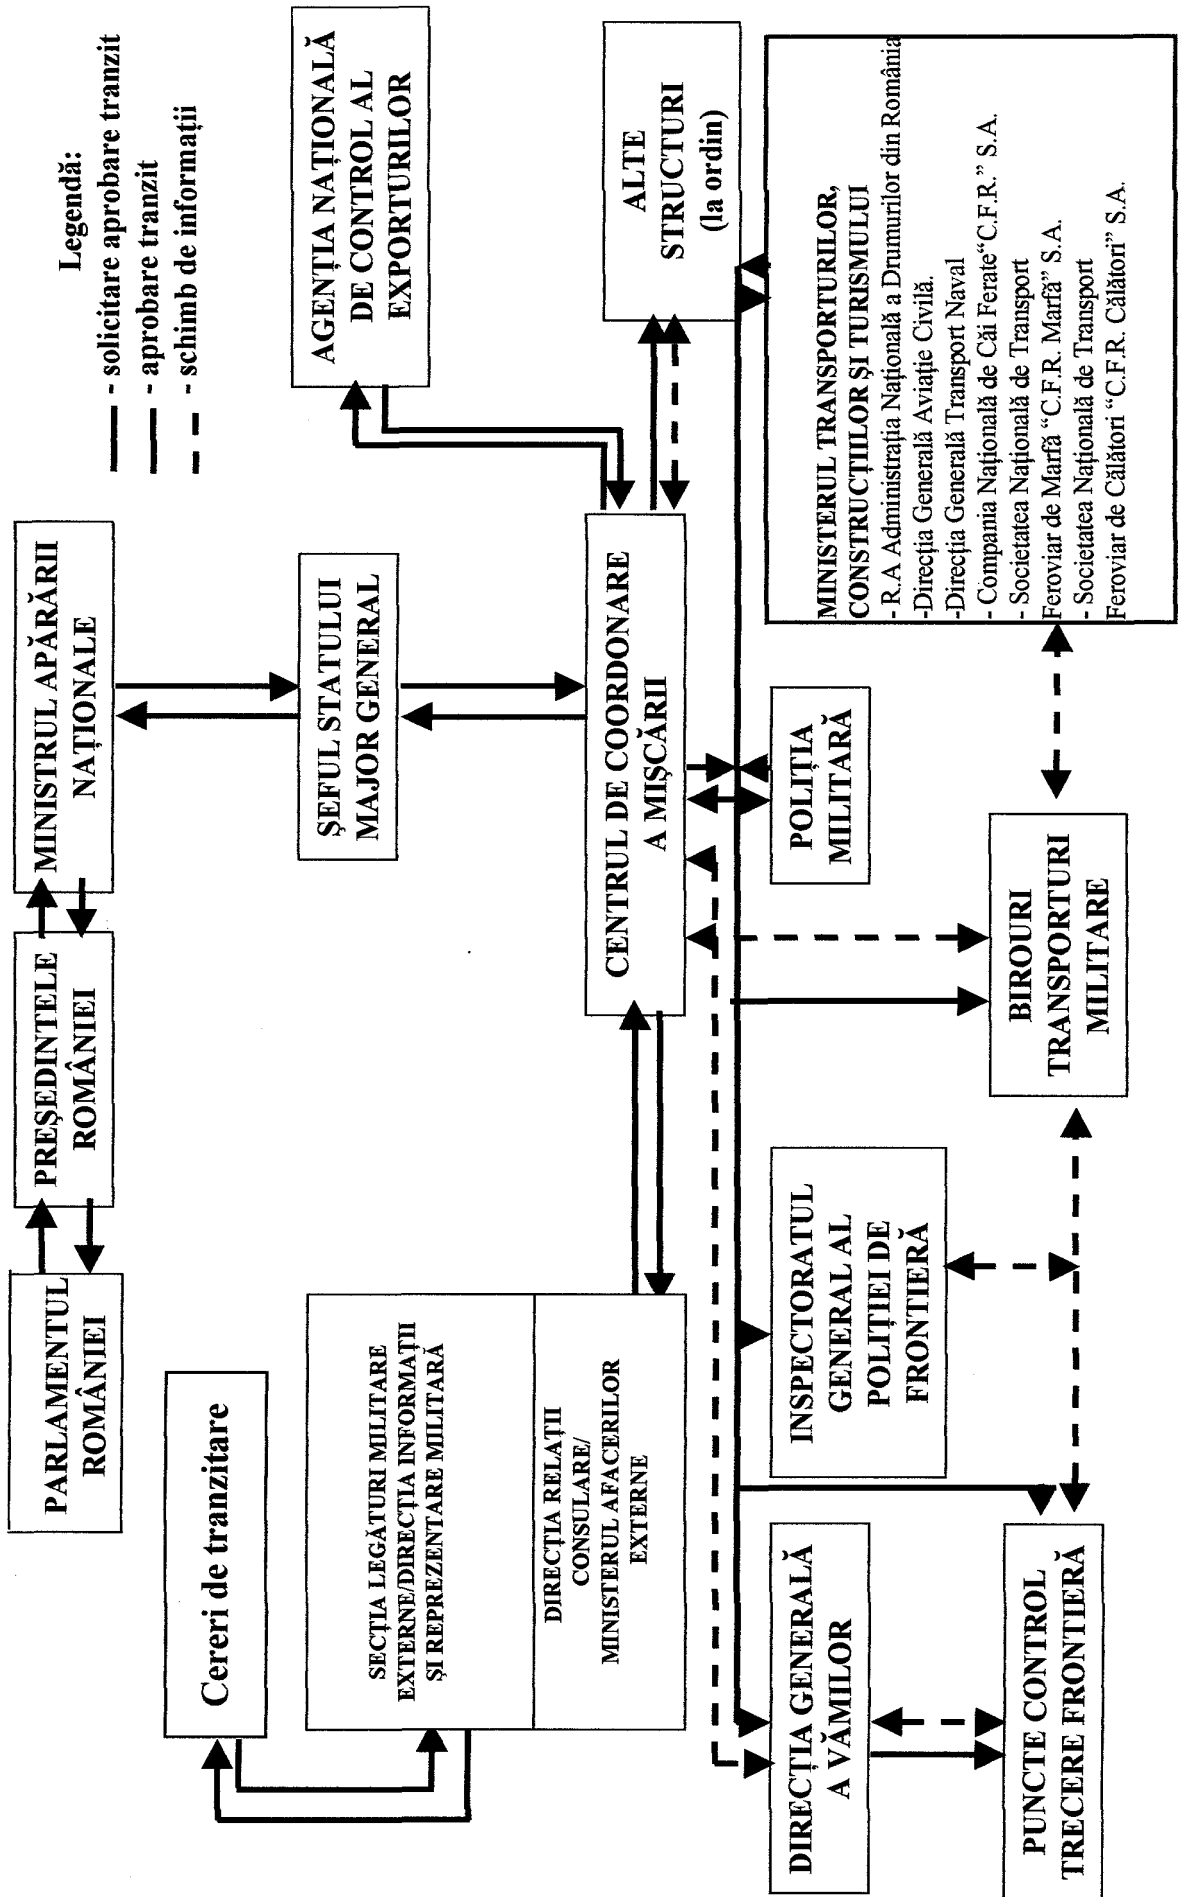 Legendă:
- solicitare aprobare tranzit
- aprobare tranzit
- schimb de informații
PARLAMENTUL
ROMÂNIEI
PREȘEDINTELE
ROMÂNIEI
MINISTRUL APĂRĂRII
NAȚIONALE
Cereri de tranzitare
ȘEFUL STATULUI
MAJOR GENERAL
AGENȚIA NAȚIONALĂ
DE CONTROL AL
EXPORTURILOR
SECȚIA LEGĂTURI MILITARE
EXTERNE/DIRECȚIA INFORMAȚII
ȘI REPREZENTARE MILITARĂ
DIRECȚIA RELAȚII
CONSULARE/
MINISTERUL AFACERILOR
EXTERNE
CENTRUL DE COORDONARE
A MIȘCĂRII
ALTE
STRUCTURI
(la ordin)
DIRECȚIA GENERALĂ
A VĂMILOR
INSPECTORATUL
GENERAL AL
POLIȚIEI DE
FRONTIERĂ
POLIȚIA
MILITARĂ
MINISTERUL TRANSPORTURILOR,
CONSTRUCȚIILOR ȘI TURISMULUI
- R.A Administrația Națională a Drumurilor din România
-Direcția Generală Aviație Civilă.
-Direcția Generală Transport Naval
- Compania Națională de Căi Ferate“C.F.R.” S.A.
- Societatea Națională de Transport
Feroviar de Marfă “C.F.R. Marfă” S.A.
- Societatea Națională de Transport
Feroviar de Călători “C.F.R. Călători” S.A.
PUNCTE CONTROL
TRECERE FRONTIERĂ
BIROURI
TRANSPORTURI
MILITARE